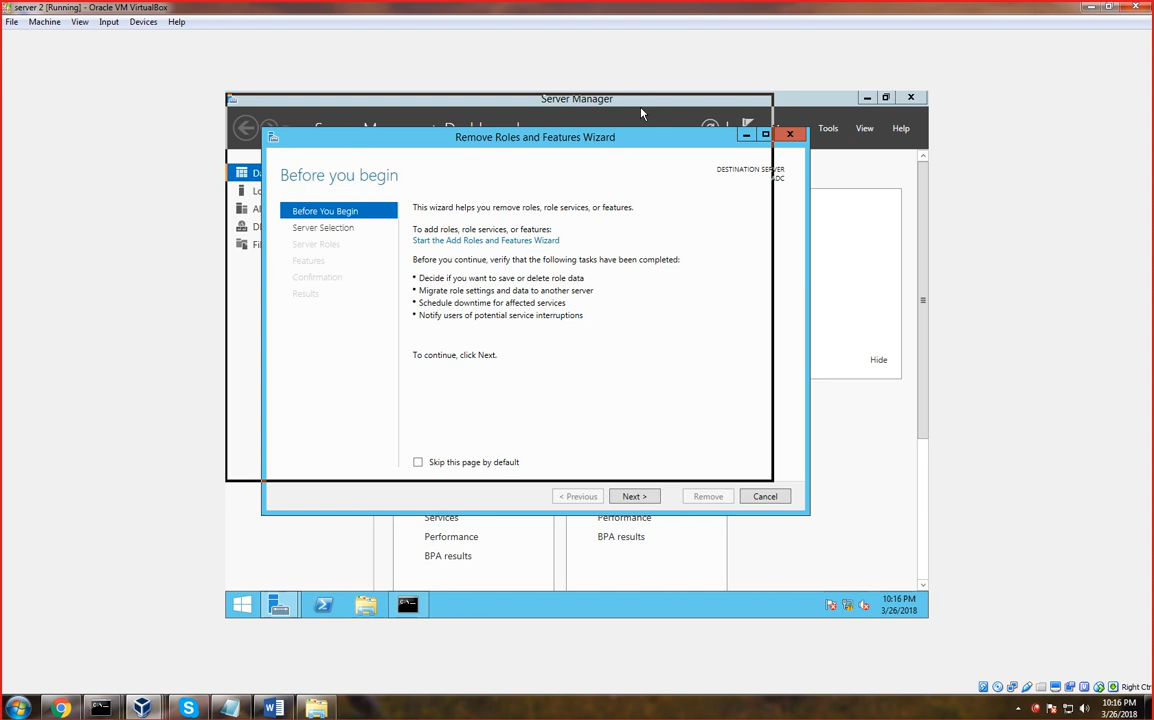 server 2 [Running] - Oracle VM VirtualBox
File Machine View Input Devices Help
Server Manager
Tools View Help
Remove Roles and Features Wizard
Before you begin
DESTINATION SERVER
ADC
Before You Begin
Server Selection
Server Roles
Features
Confirmation
Results
This wizard helps you remove roles, role services, or features.
To add roles, role services, or features:
Start the Add Roles and Features Wizard
Before you continue, verify that the following tasks have been completed:
• Decide if you want to save or delete role data
• Migrate role settings and data to another server
• Schedule downtime for affected services
• Notify users of potential service interruptions
To continue, click Next.
Skip this page by default
< Previous Next > Remove Cancel
Hide
Services
Performance
BPA results
Performance
BPA results
10:16 PM
3/26/2018
Right Ctrl
10:16 PM
3/26/2018